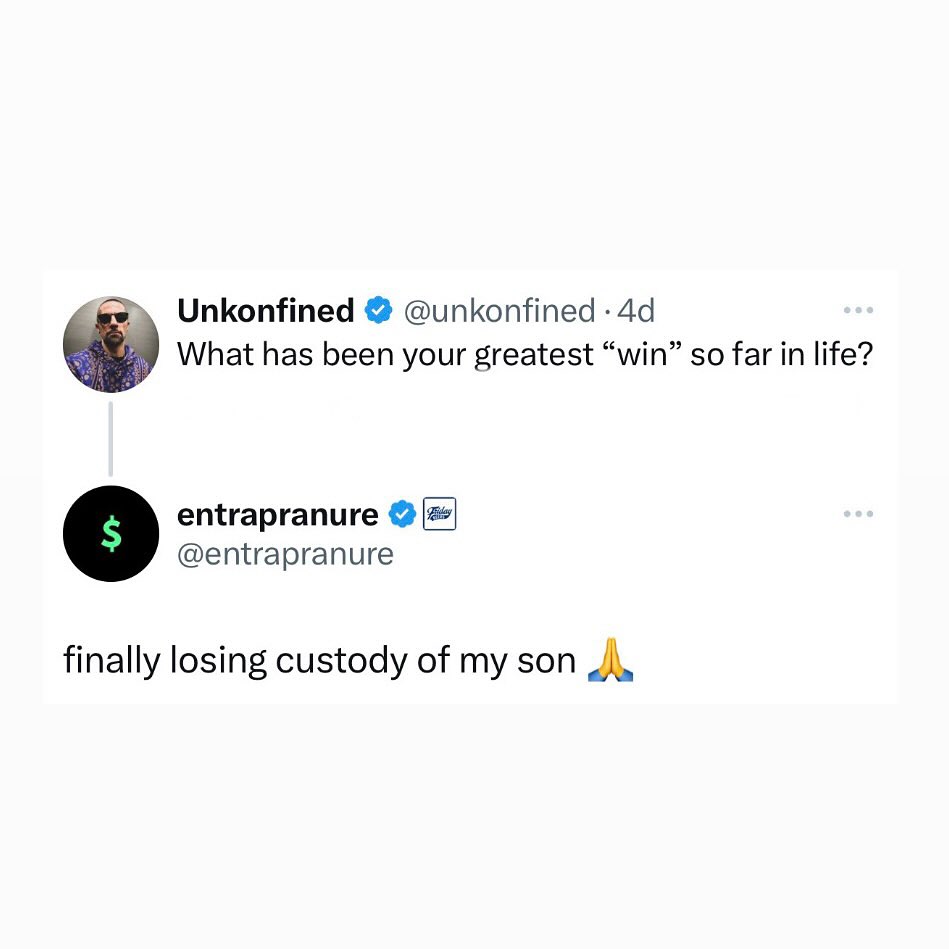 Unkonfined @unkonfined · 4d
What has been your greatest “win” so far in life?
$
entrapranure Friday
@entrapranure
finally losing custody of my son 🙏